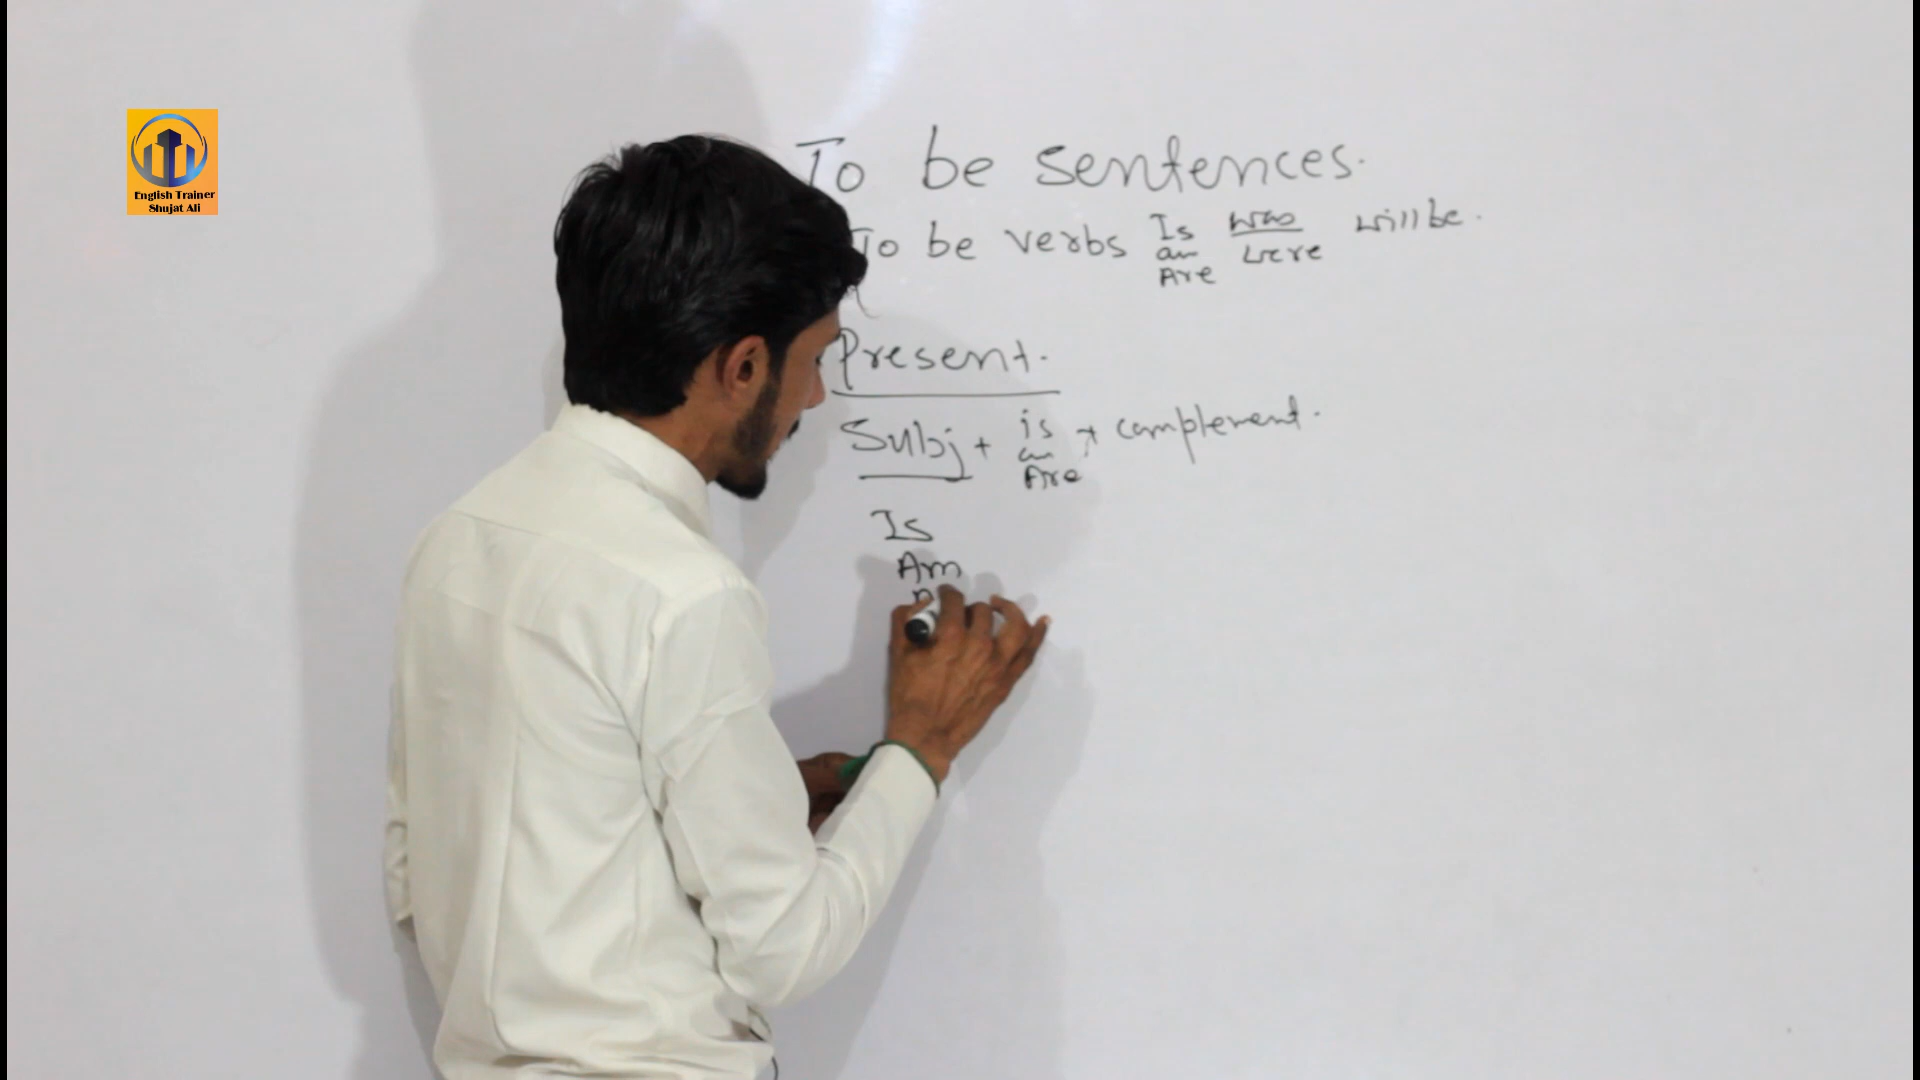 English Trainer
Shujat Ali
To be sentences.
To be verbs Is was will be.
am were
Are
Present.
Subj + is + complement.
am
Are
Is
Am